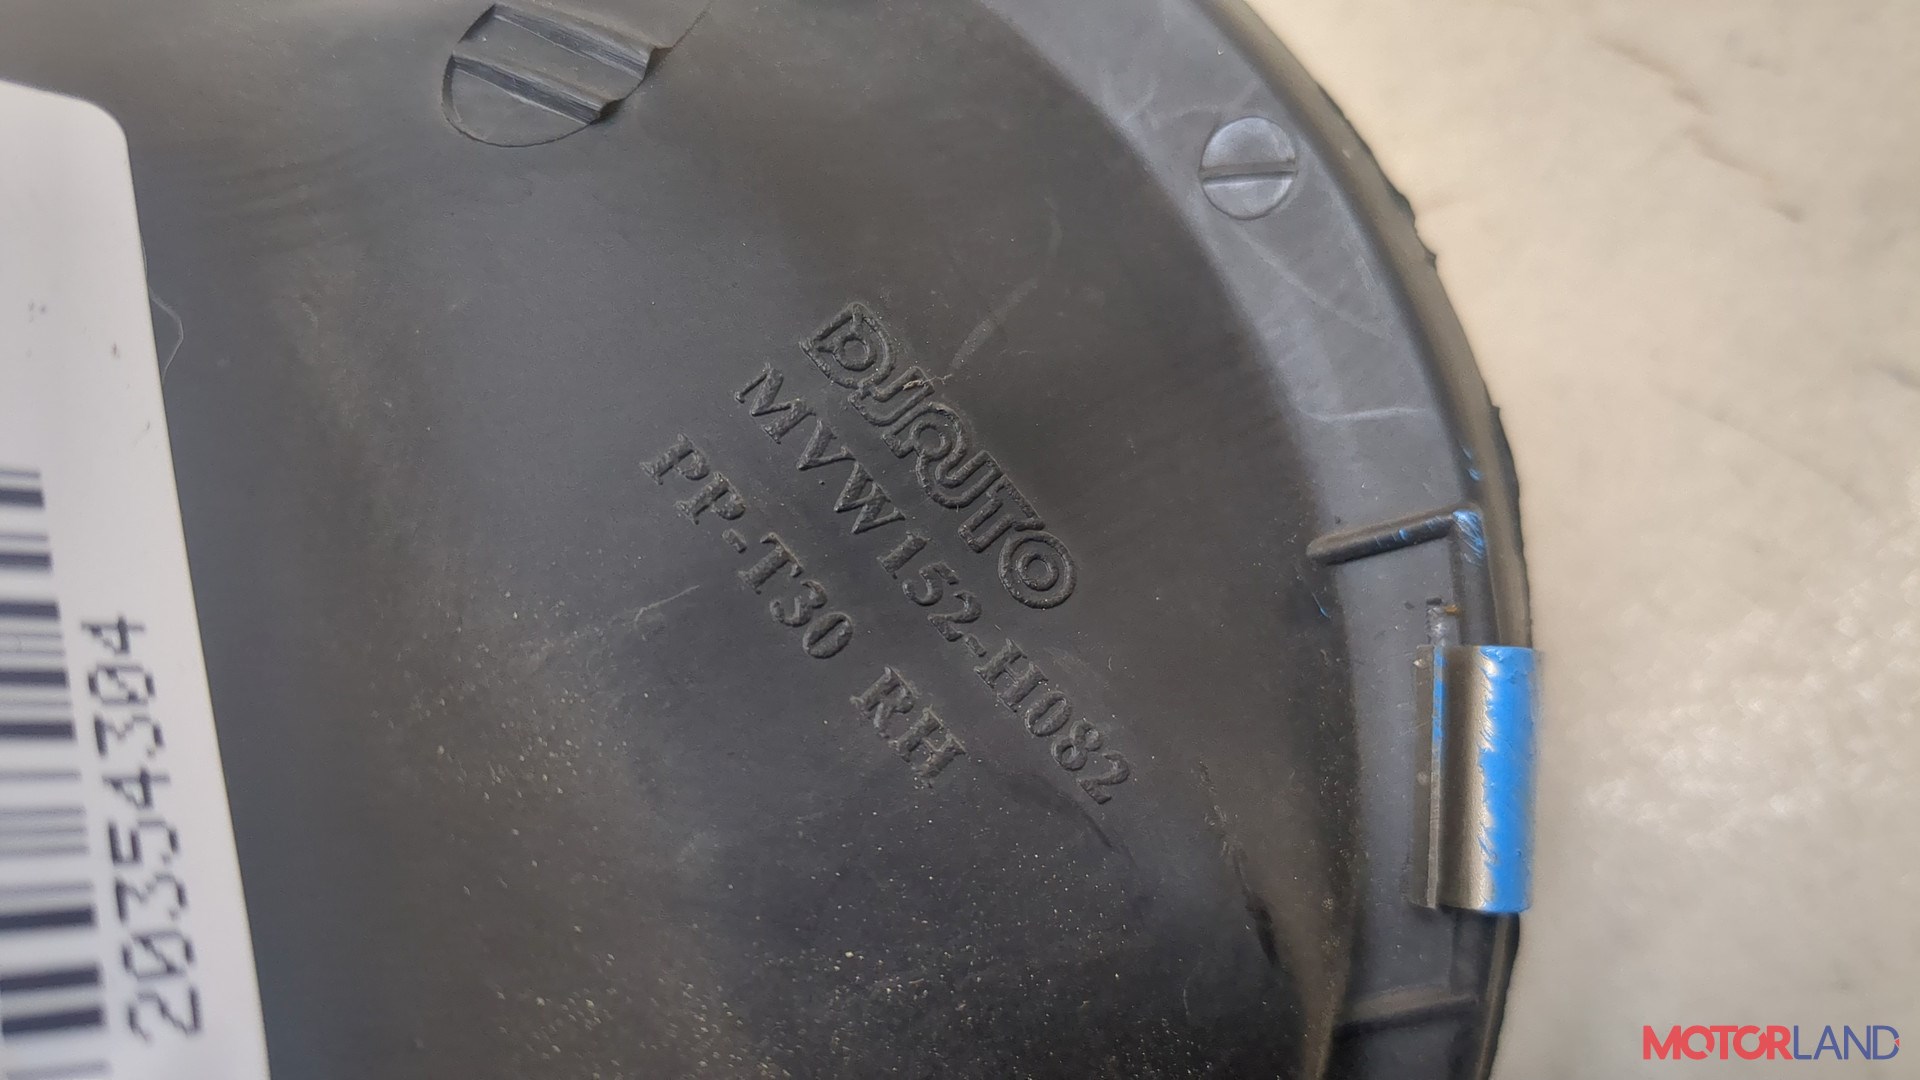 DURUTO
MVW152-H082
PP-T30 RH
20354304
MOTORLAND